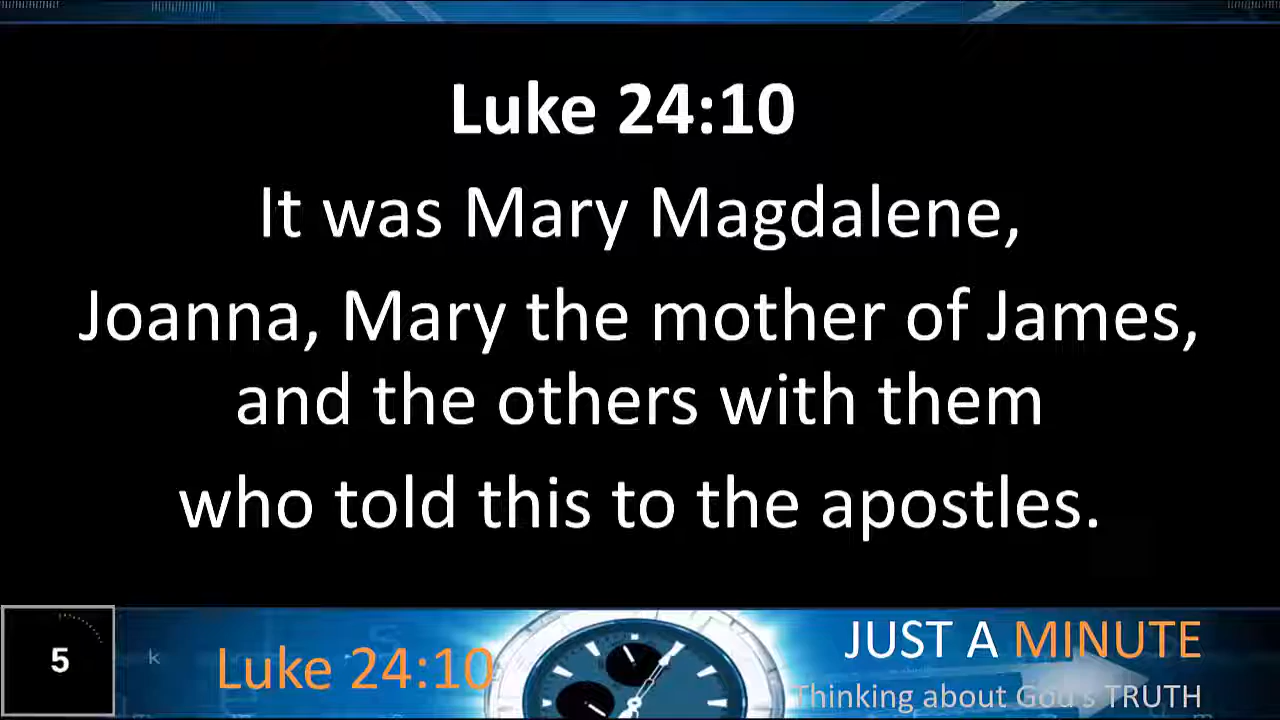 Luke 24:10
It was Mary Magdalene,
Joanna, Mary the mother of James,
and the others with them
who told this to the apostles.
5
k
Luke 24:10
JUST A MINUTE
Thinking about God's TRUTH